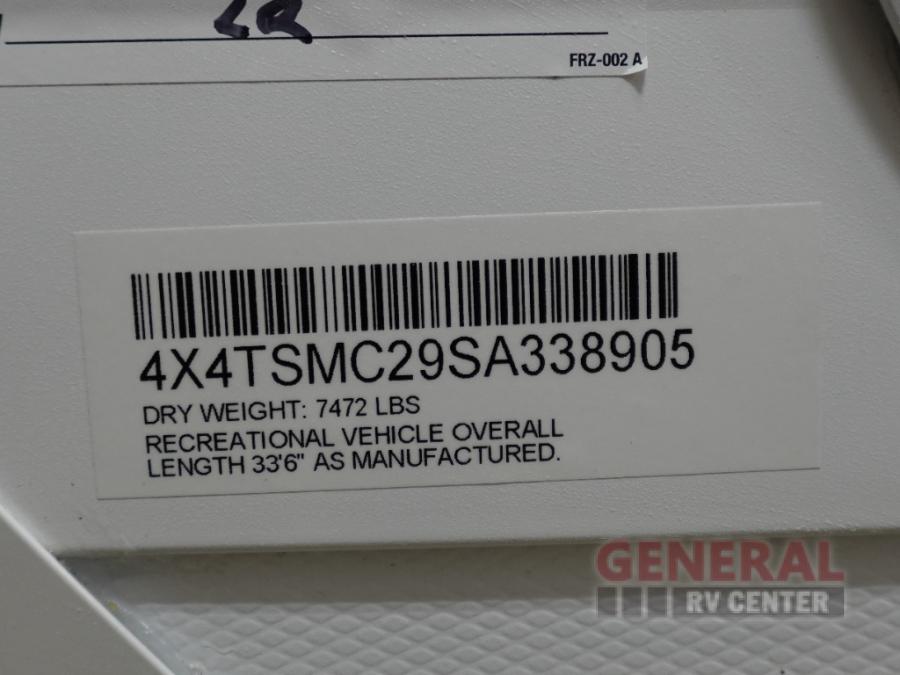 FRZ-002 A
4X4TSMC29SA338905
DRY WEIGHT: 7472 LBS
RECREATIONAL VEHICLE OVERALL
LENGTH 33'6" AS MANUFACTURED.
GENERAL
RV CENTER